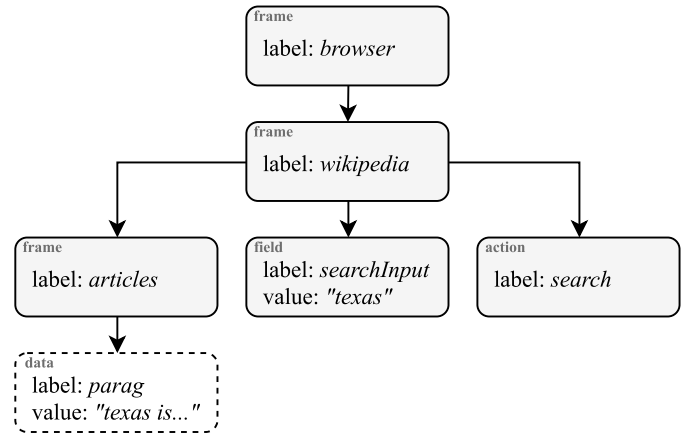 frame
label: browser
frame
label: wikipedia
frame
label: articles
field
label: searchInput
value: "texas"
action
label: search
data
label: parag
value: "texas is..."